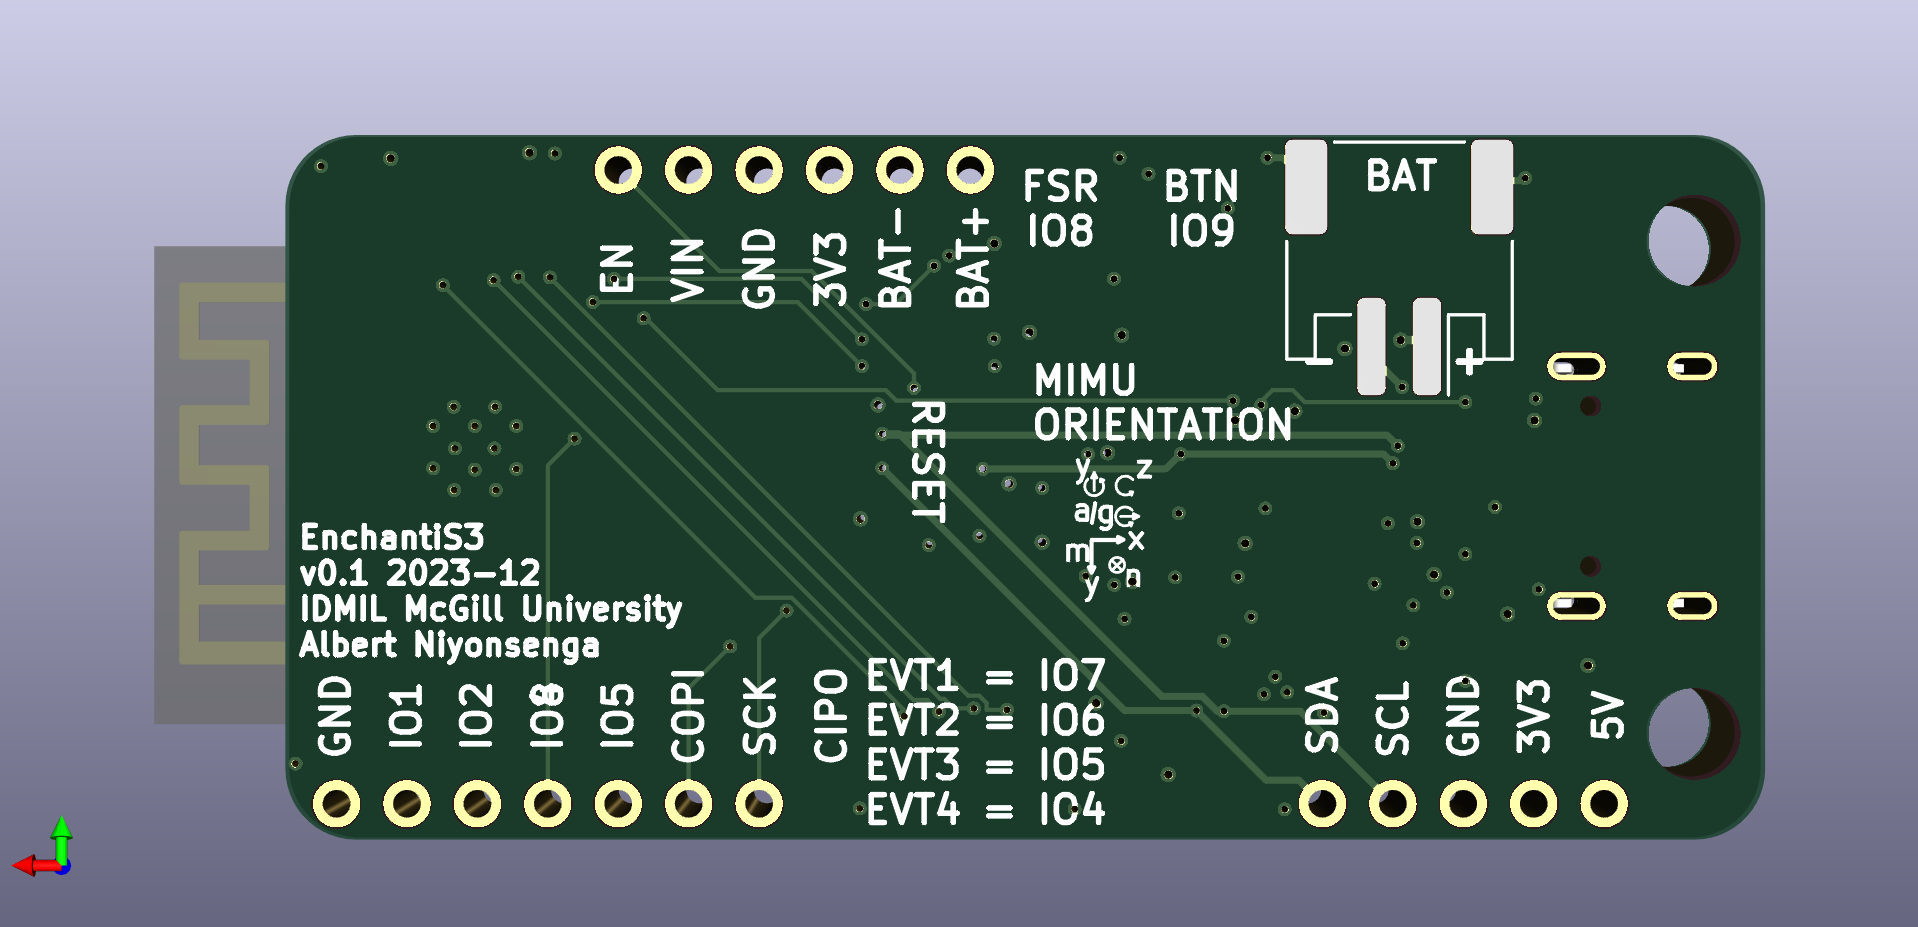 FSR
IO8
BTN
IO9
BAT
EN
VIN
GND
3V3
BAT-
BAT+
- +
MIMU
ORIENTATION
RESET
y z
a/g
m x
y n
EnchantiS3
v0.1 2023-12
IDMIL McGill University
Albert Niyonsenga
GND
IO1
IO2
IO8
IO5
COPI
SCK
CIPO
EVT1 = IO7
EVT2 = IO6
EVT3 = IO5
EVT4 = IO4
SDA
SCL
GND
3V3
5V